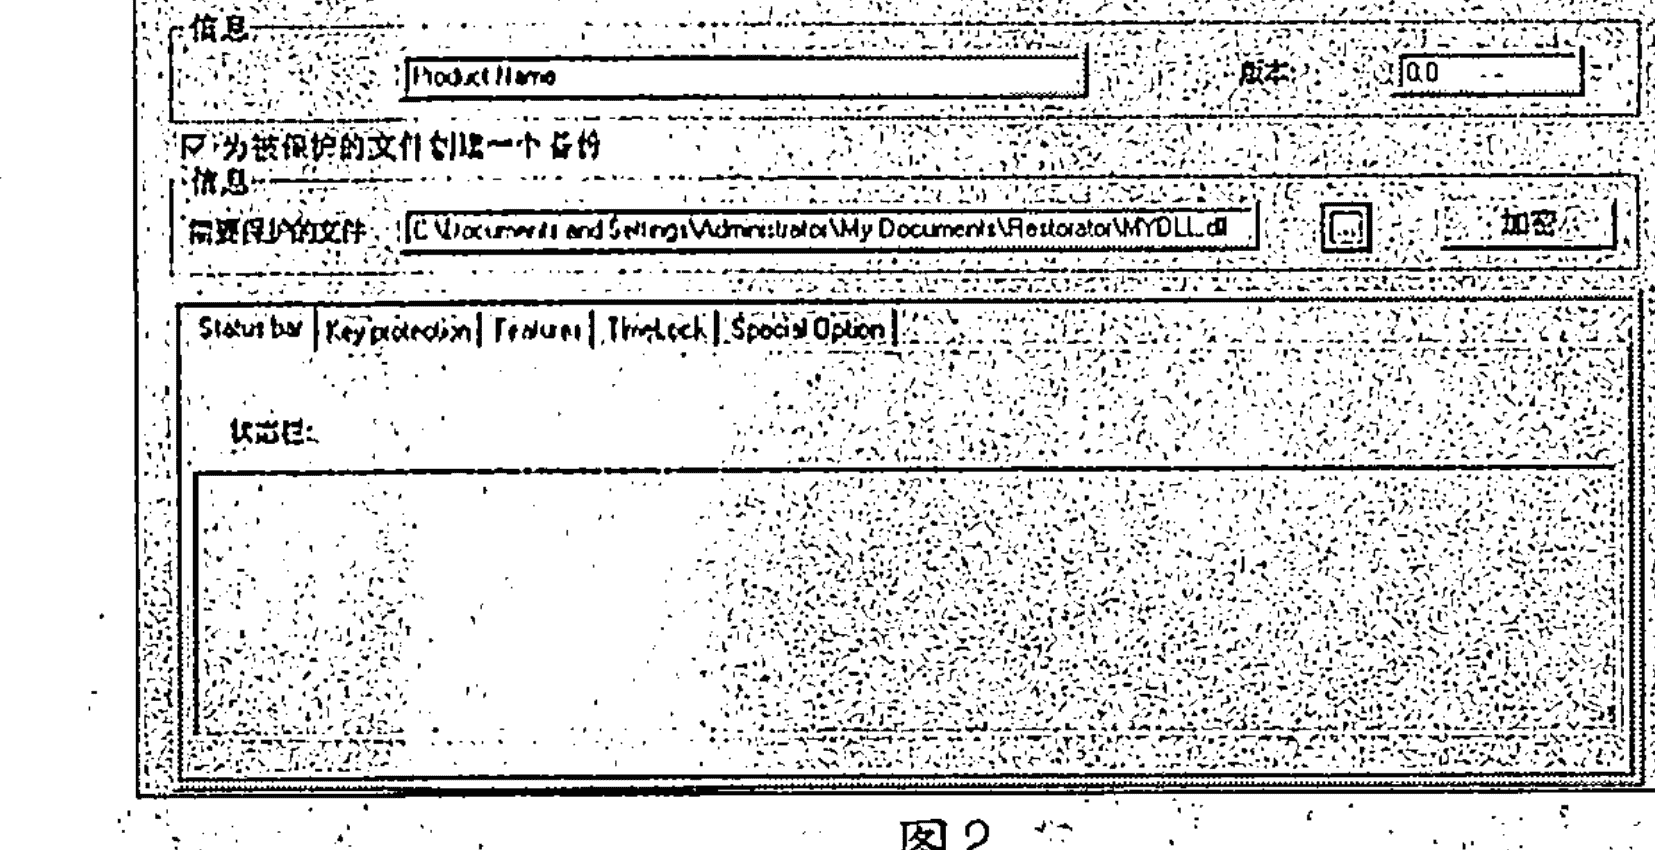 信息
Product Name 版本: 0.0
为被保护的文件创建一个备份
信息
需要保护的文件 C:\Documents and Settings\Administrator\My Documents\Restorator\MYDLL.dll ... 加密
Status bar Key protection Features TimeLock Special Option
状态栏:
图 2